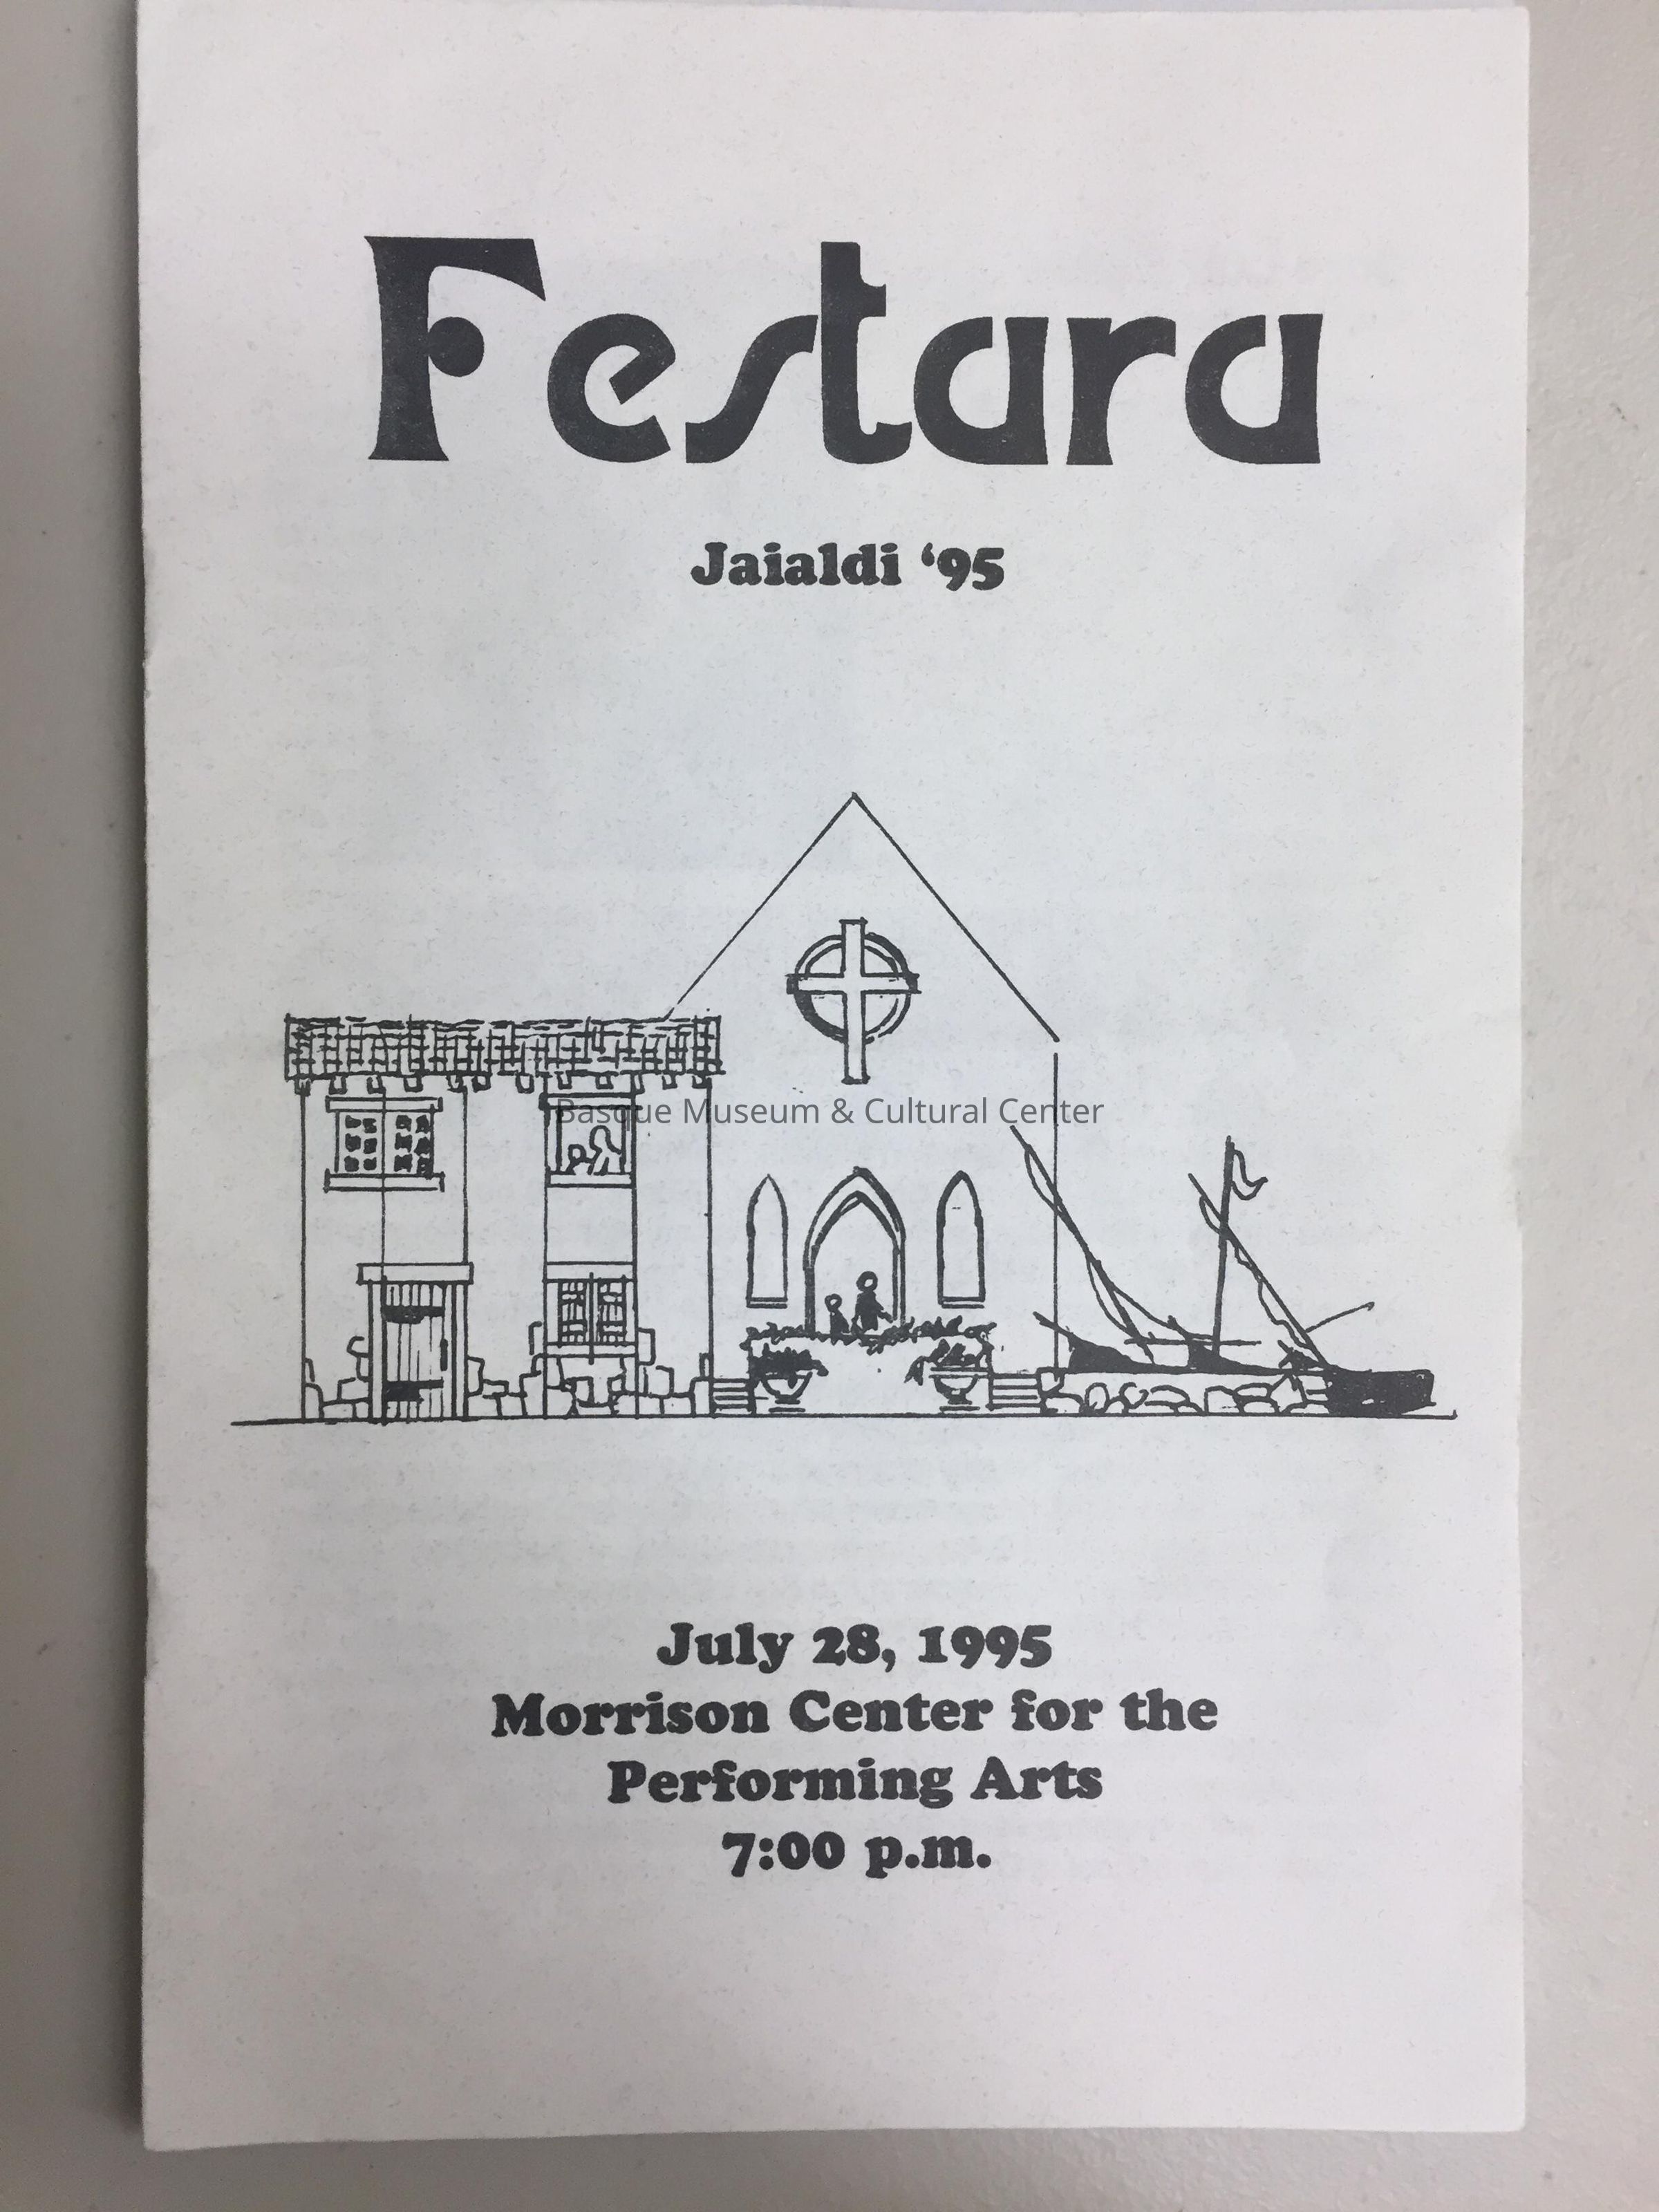 Festara
Jaialdi ‘95
Basque Museum & Cultural Center
July 28, 1995
Morrison Center for the
Performing Arts
7:00 p.m.